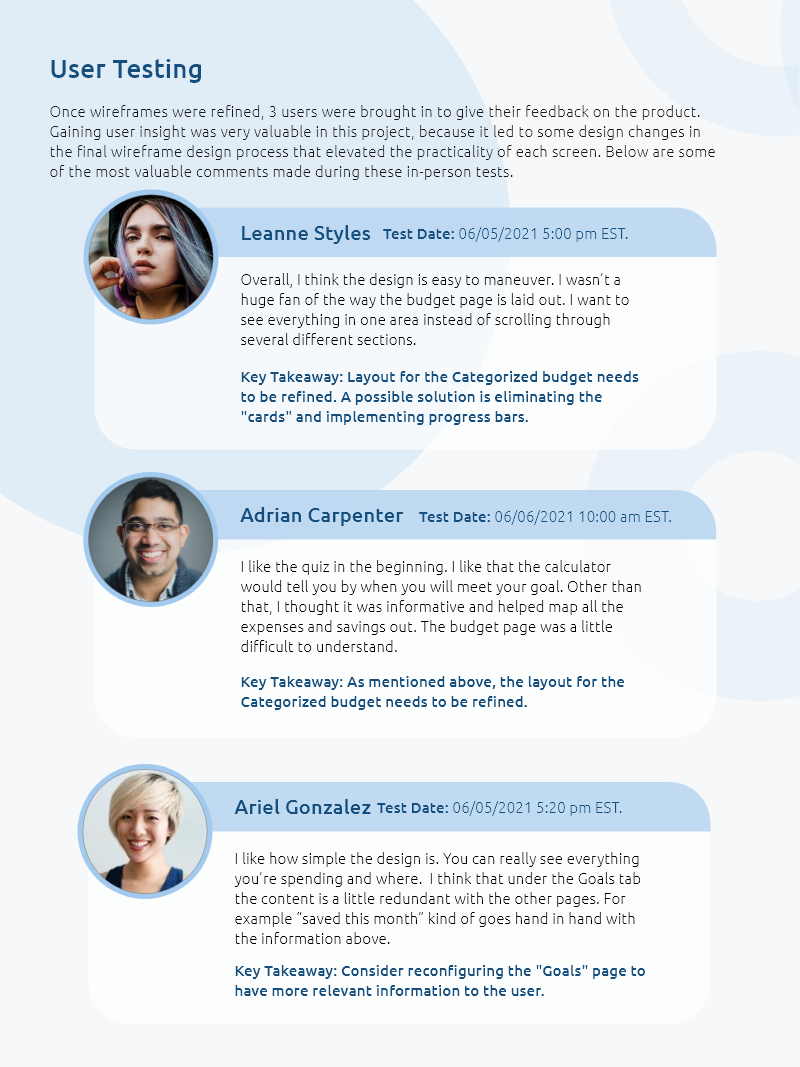 User Testing
Once wireframes were refined, 3 users were brought in to give their feedback on the product.
Gaining user insight was very valuable in this project, because it led to some design changes in
the final wireframe design process that elevated the practicality of each screen. Below are some
of the most valuable comments made during these in-person tests.
Leanne Styles Test Date: 06/05/2021 5:00 pm EST.
Overall, I think the design is easy to maneuver. I wasn't a
huge fan of the way the budget page is laid out. I want to
see everything in one area instead of scrolling through
several different sections.
Key Takeaway: Layout for the Categorized budget needs
to be refined. A possible solution is eliminating the
"cards" and implementing progress bars.
Adrian Carpenter Test Date: 06/06/2021 10:00 am EST.
I like the quiz in the beginning. I like that the calculator
would tell you by when you will meet your goal. Other than
that, I thought it was informative and helped map all the
expenses and savings out. The budget page was a little
difficult to understand.
Key Takeaway: As mentioned above, the layout for the
Categorized budget needs to be refined.
Ariel Gonzalez Test Date: 06/05/2021 5:20 pm EST.
I like how simple the design is. You can really see everything
you're spending and where.  I think that under the Goals tab
the content is a little redundant with the other pages. For
example "saved this month" kind of goes hand in hand with
the information above.
Key Takeaway: Consider reconfiguring the "Goals" page to
have more relevant information to the user.